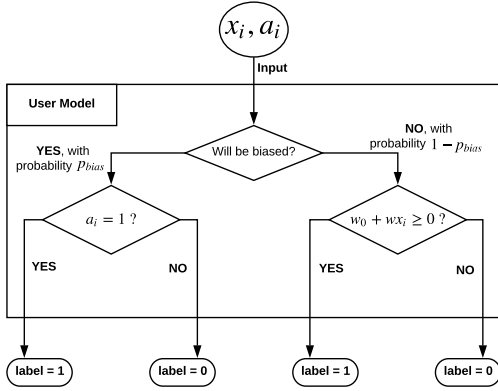 x_i, a_i
Input
User Model
YES, with
probability p_bias
Will be biased?
NO, with
probability 1 − p_bias
a_i = 1 ?
w_0 + wx_i ≥ 0 ?
YES
NO
YES
NO
label = 1
label = 0
label = 1
label = 0